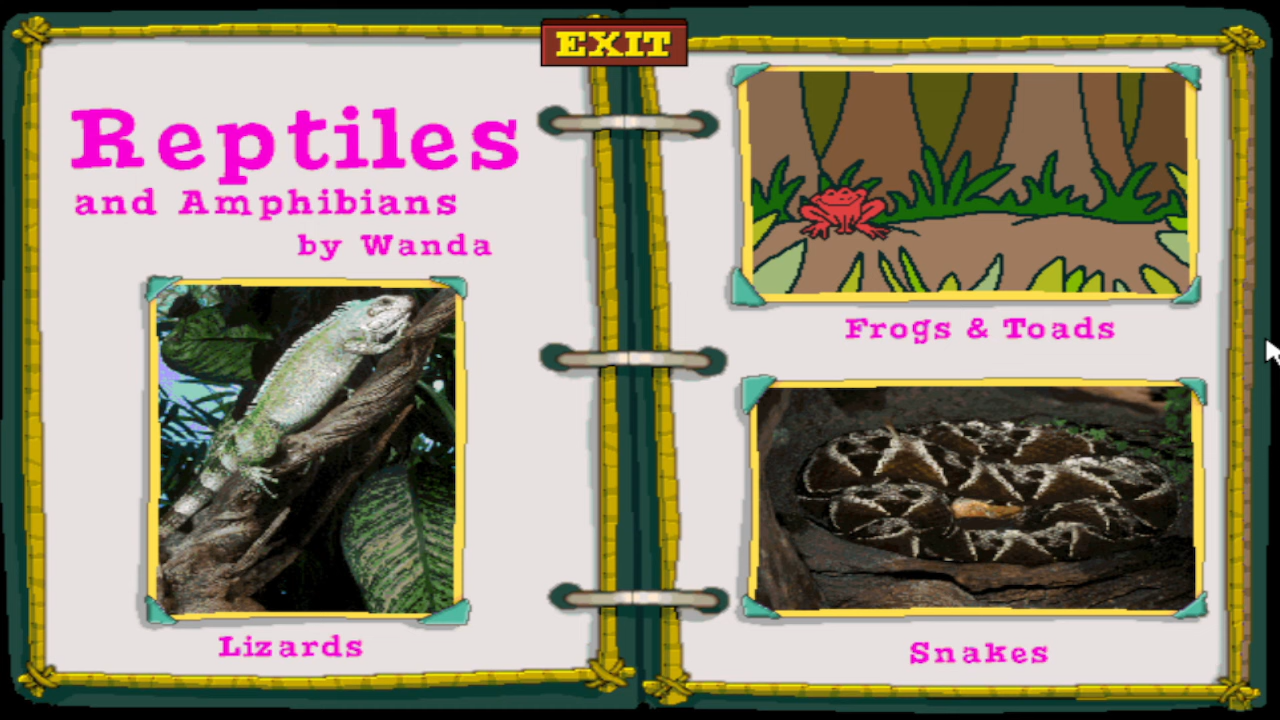 EXIT
Reptiles
and Amphibians
by Wanda
Lizards
Frogs & Toads
Snakes